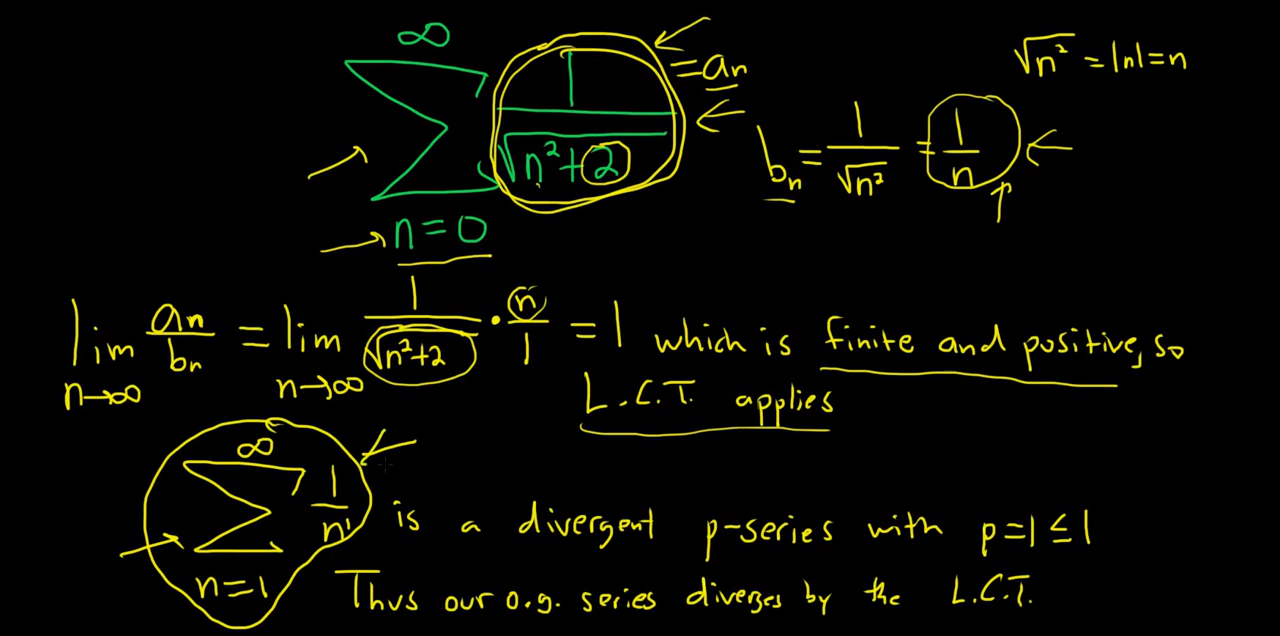 ∞
Σ 1/√(n²+2) = aₙ
n=0
√n² = |n| = n
bₙ = 1/√n² = 1/n
lim n→∞ aₙ/bₙ = lim n→∞ 1/√(n²+2) · n/1 = 1 which is finite and positive, so
L.C.T. applies
∞
Σ 1/n¹ is a divergent p-series with p=1≤1
n=1
Thus our o.g. series diverges by the L.C.T.